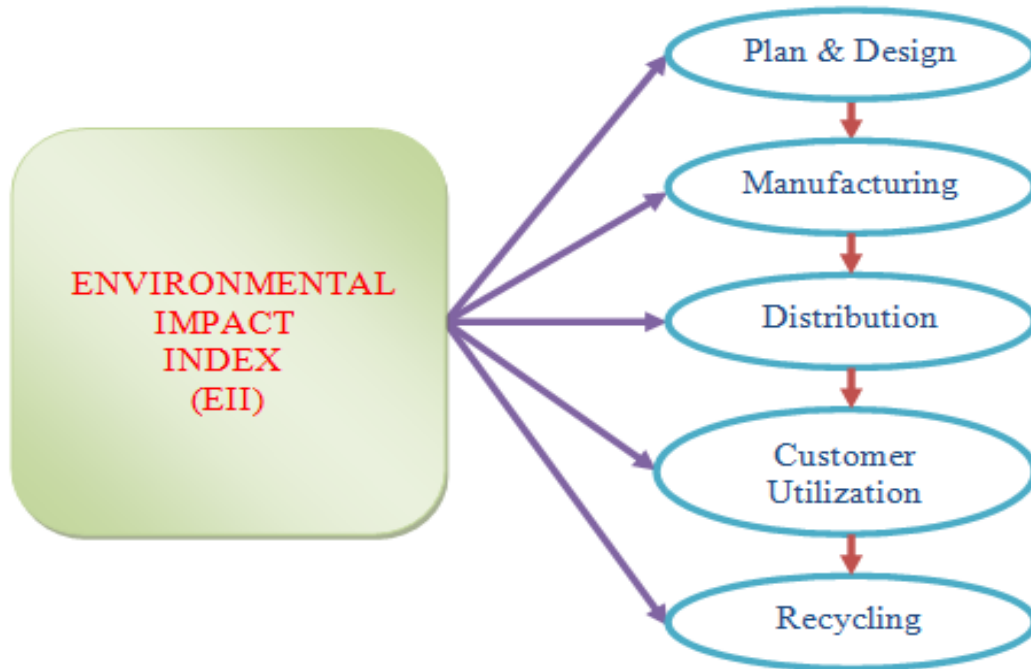 ENVIRONMENTAL
IMPACT
INDEX
(EII)
Plan & Design
Manufacturing
Distribution
Customer
Utilization
Recycling